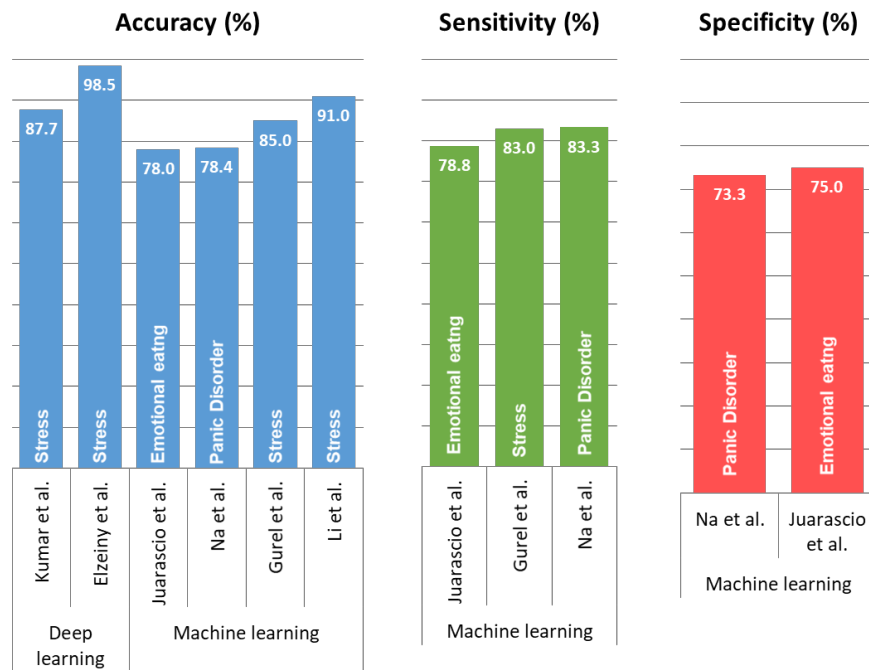 Accuracy (%)
87.7
98.5
78.0
78.4
85.0
91.0
Stress
Stress
Emotional eatng
Panic Disorder
Stress
Stress
Kumar et al.
Elzeiny et al.
Juarascio et al.
Na et al.
Gurel et al.
Li et al.
Deep
learning
Machine learning
Sensitivity (%)
78.8
83.0
83.3
Emotional eatng
Stress
Panic Disorder
Juarascio et al.
Gurel et al.
Na et al.
Machine learning
Specificity (%)
73.3
75.0
Panic Disorder
Emotional eatng
Na et al.
Juarascio
et al.
Machine learning